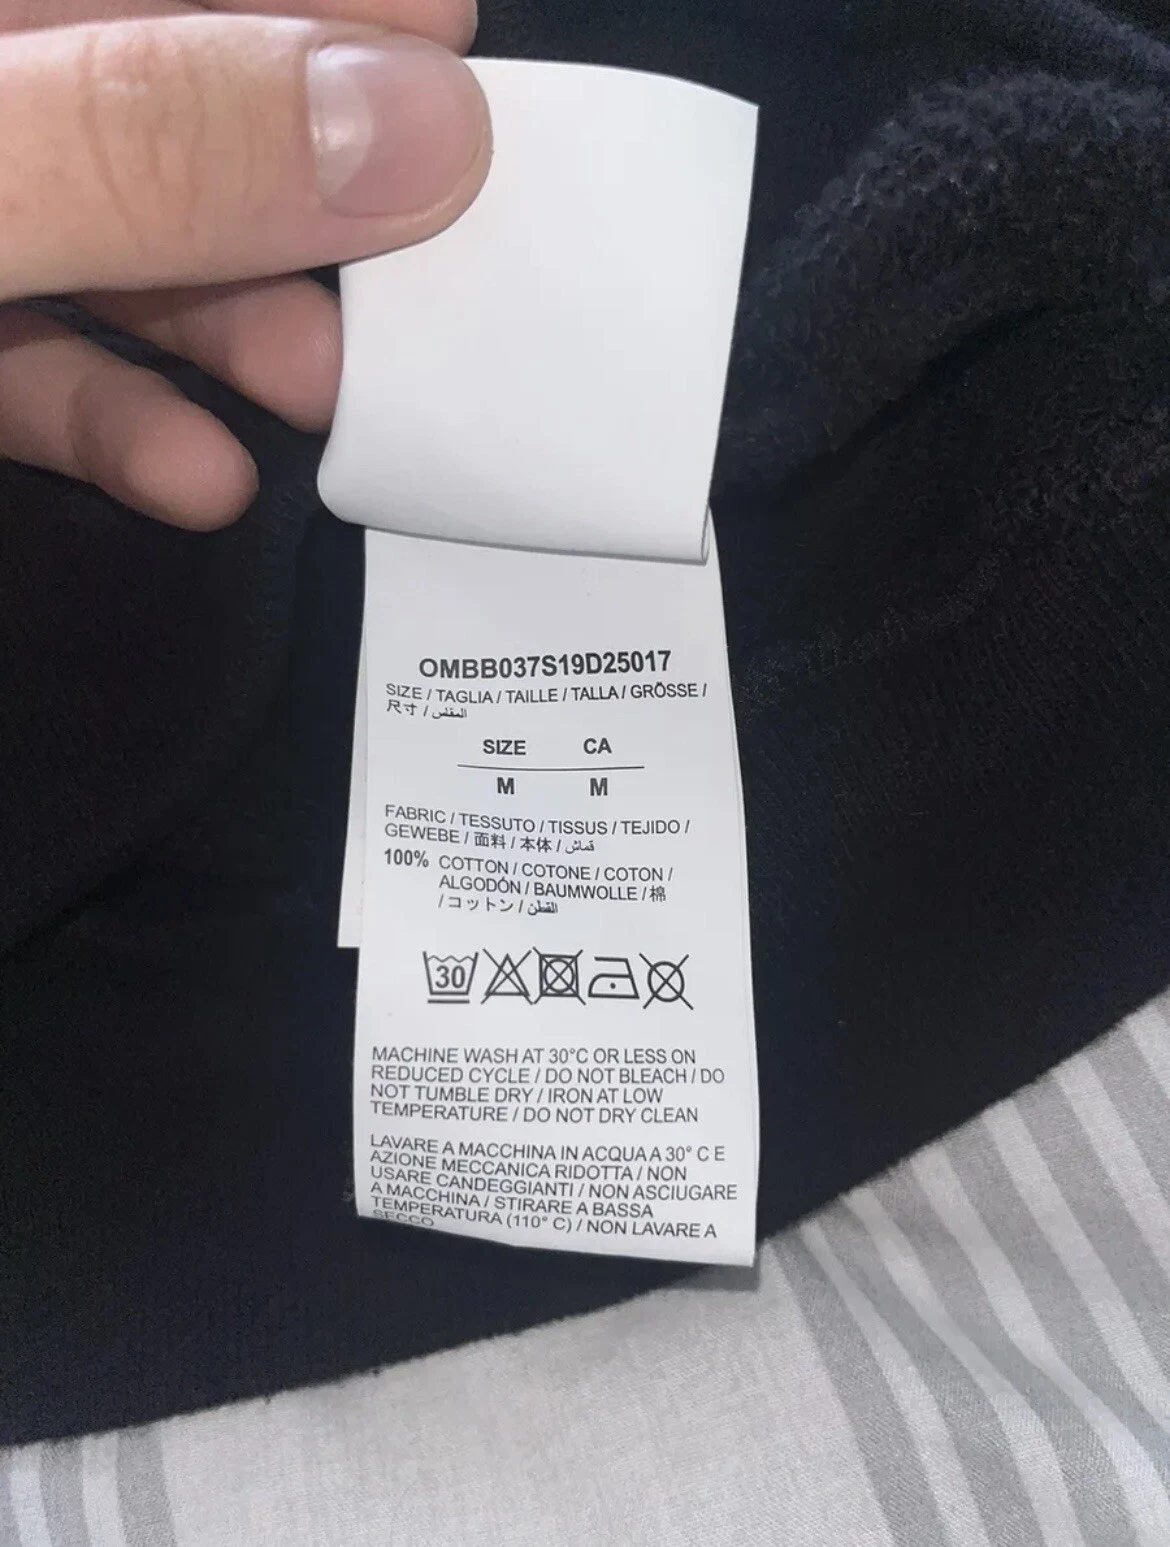 OMBB037S19D25017
SIZE / TAGLIA / TAILLE / TALLA / GRÖSSE /
尺寸 / المقاس
SIZE CA
M M
FABRIC / TESSUTO / TISSUS / TEJIDO /
GEWEBE / 面料 / 本体 / قماش
100% COTTON / COTONE / COTON /
ALGODÓN / BAUMWOLLE / 棉
/ コットン / القطن
30
MACHINE WASH AT 30°C OR LESS ON
REDUCED CYCLE / DO NOT BLEACH / DO
NOT TUMBLE DRY / IRON AT LOW
TEMPERATURE / DO NOT DRY CLEAN
LAVARE A MACCHINA IN ACQUA A 30° C E
AZIONE MECCANICA RIDOTTA / NON
USARE CANDEGGIANTI / NON ASCIUGARE
A MACCHINA / STIRARE A BASSA
TEMPERATURA (110° C) / NON LAVARE A
SECCO